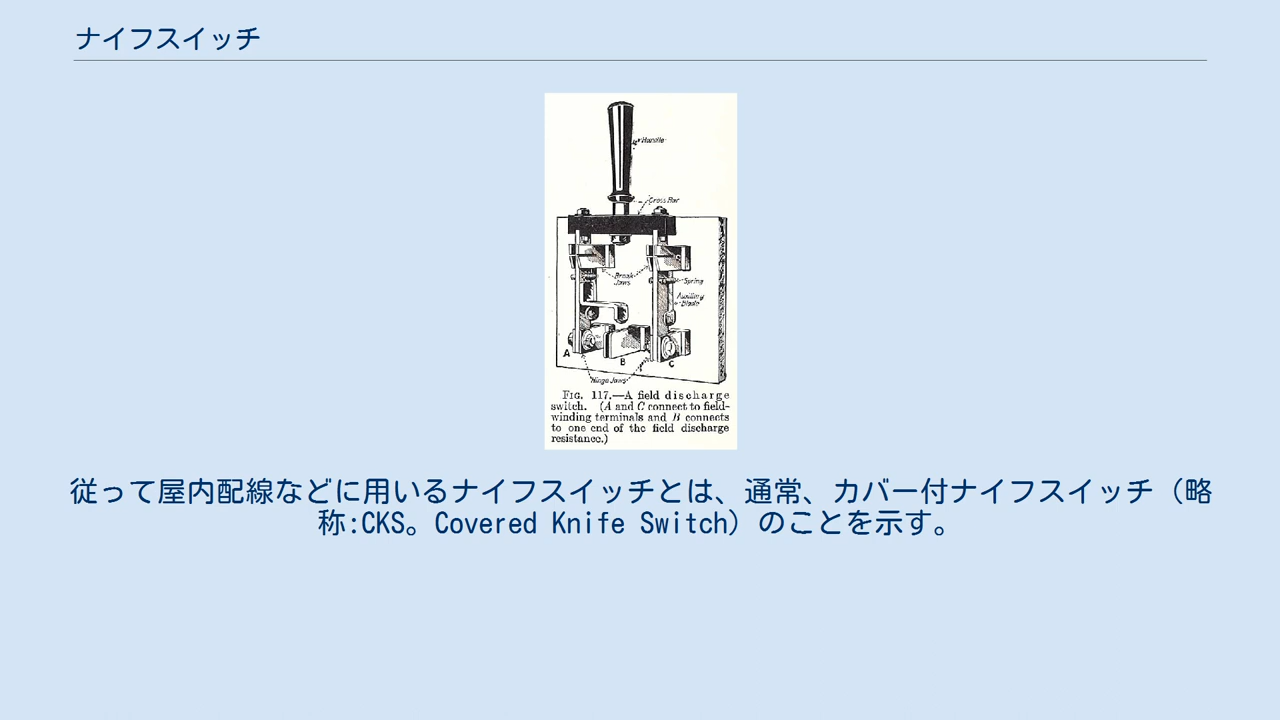 ナイフスイッチ
Handle
Cross Bar
Break
Jaws
Spring
Auxiliary
Blade
A
B
C
Hinge Jaws
FIG. 117.—A field discharge
switch. (A and C connect to field-
winding terminals and B connects
to one end of the field discharge
resistance.)
従って屋内配線などに用いるナイフスイッチとは、通常、カバー付ナイフスイッチ（略
称:CKS。Covered Knife Switch）のことを示す。